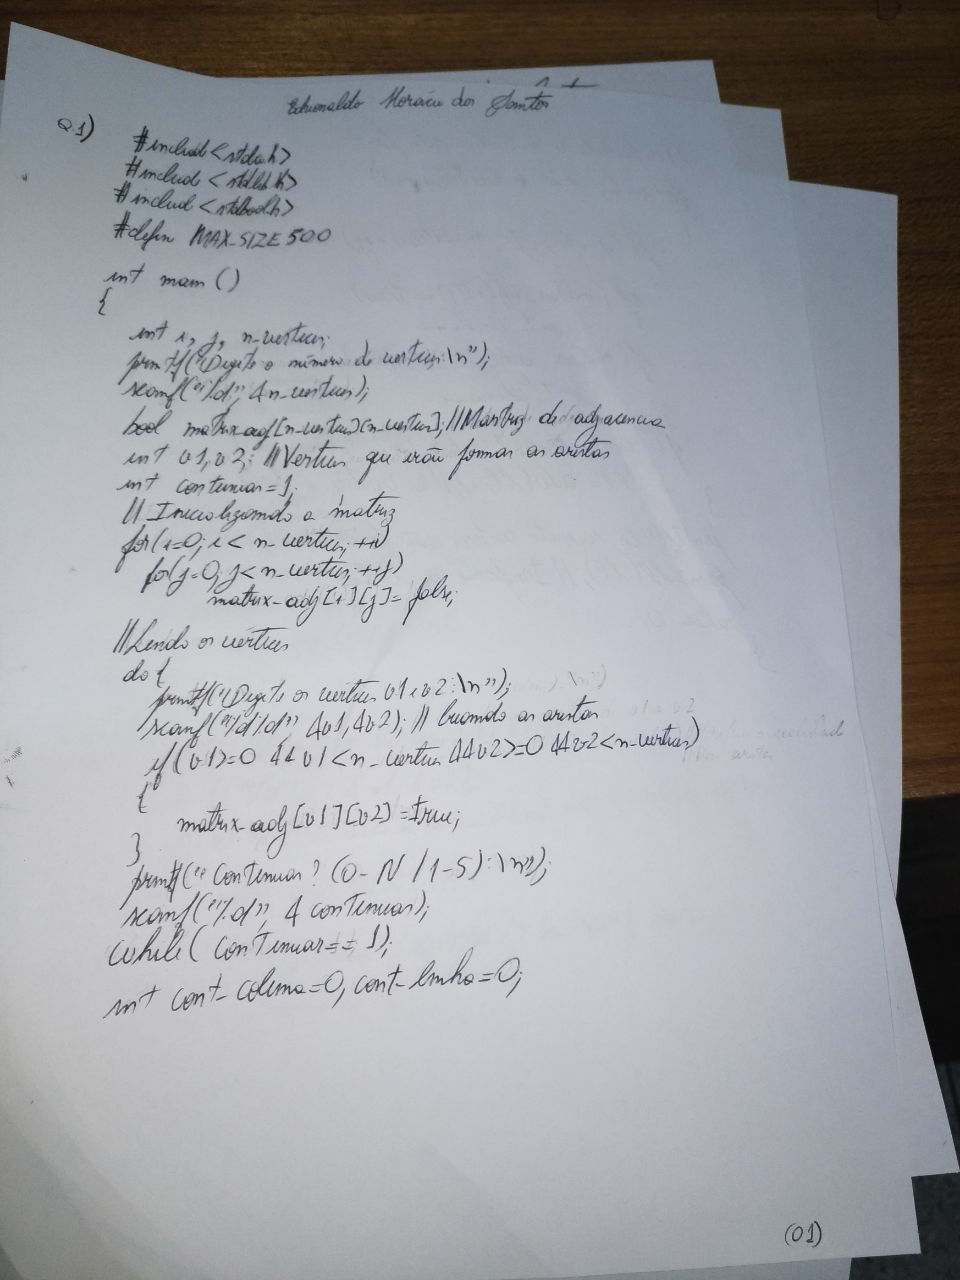 Edvonaldo Horácio dos Santos
Q1)
#include<stdio.h>
#include <stdlib.h>
#include <stdbool.h>
#define MAX_SIZE 500
int main ()
{
int i, j, n_vertices;
printf("Digite o número de vertices:\n");
scanf("%d", &n_vertices);
bool matrix_adj[n_vertices][n_vertices]; //Matriz de adjacencia
int v1, v2; //Vertices que irão formar as arestas
int continuar=1;
// Inicializando a matriz
for(i=0; i< n_vertices; ++i)
for(j=0; j< n_vertices; ++j)
matrix_adj[i][j]= false;
//Lendo os vertices
do {
printf("Digite os vertices v1 e v2:\n");
scanf("%d%d", &v1, &v2); // criando as arestas
if(v1>=0 && v1<n_vertices && v2>=0 && v2<n_vertices)
{
matrix_adj[v1][v2]=true;
}
printf("Continuar? (0-N/1-S):\n");
scanf("%d", & continuar);
while( continuar== 1);
int cont_coluna=0, cont_linha=0;
(01)